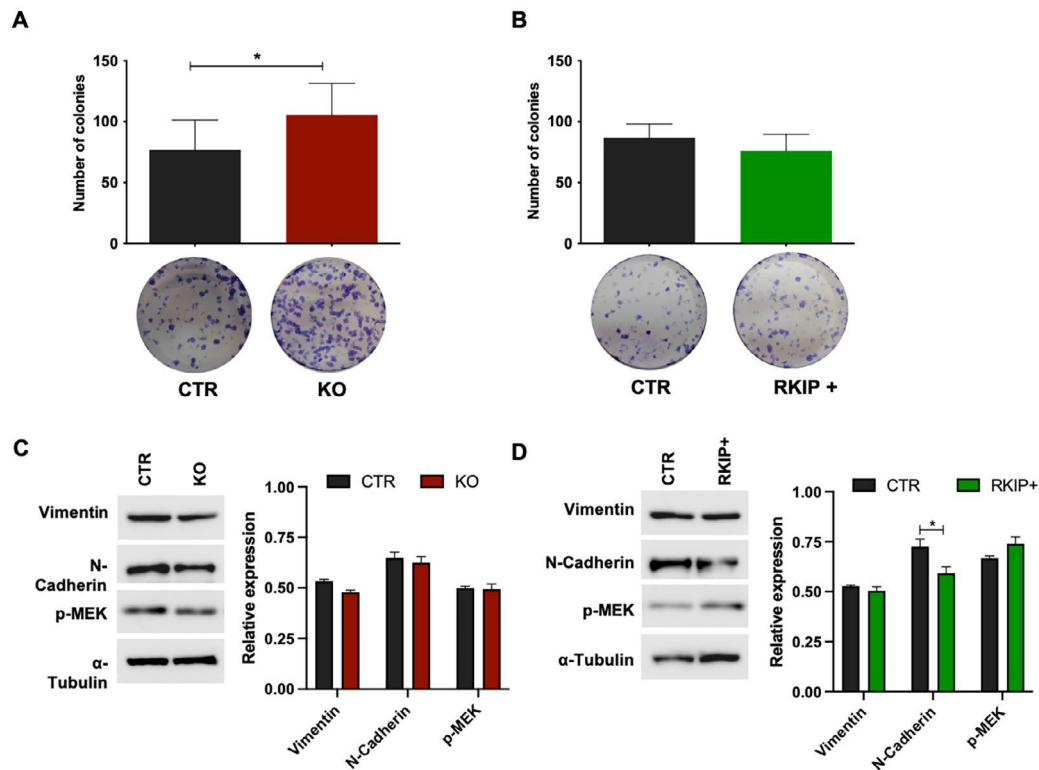 A
B
*
150
100
50
0
Number of colonies
CTR
KO
150
100
50
0
Number of colonies
CTR
RKIP +
C
CTR
KO
Vimentin
N-
Cadherin
p-MEK
α-
Tubulin
CTR
KO
1.00
0.75
0.50
0.25
0.00
Relative expression
Vimentin
N-Cadherin
p-MEK
D
CTR
RKIP+
Vimentin
N-Cadherin
p-MEK
α-Tubulin
CTR
RKIP+
*
1.00
0.75
0.50
0.25
0.00
Relative expression
Vimentin
N-Cadherin
p-MEK